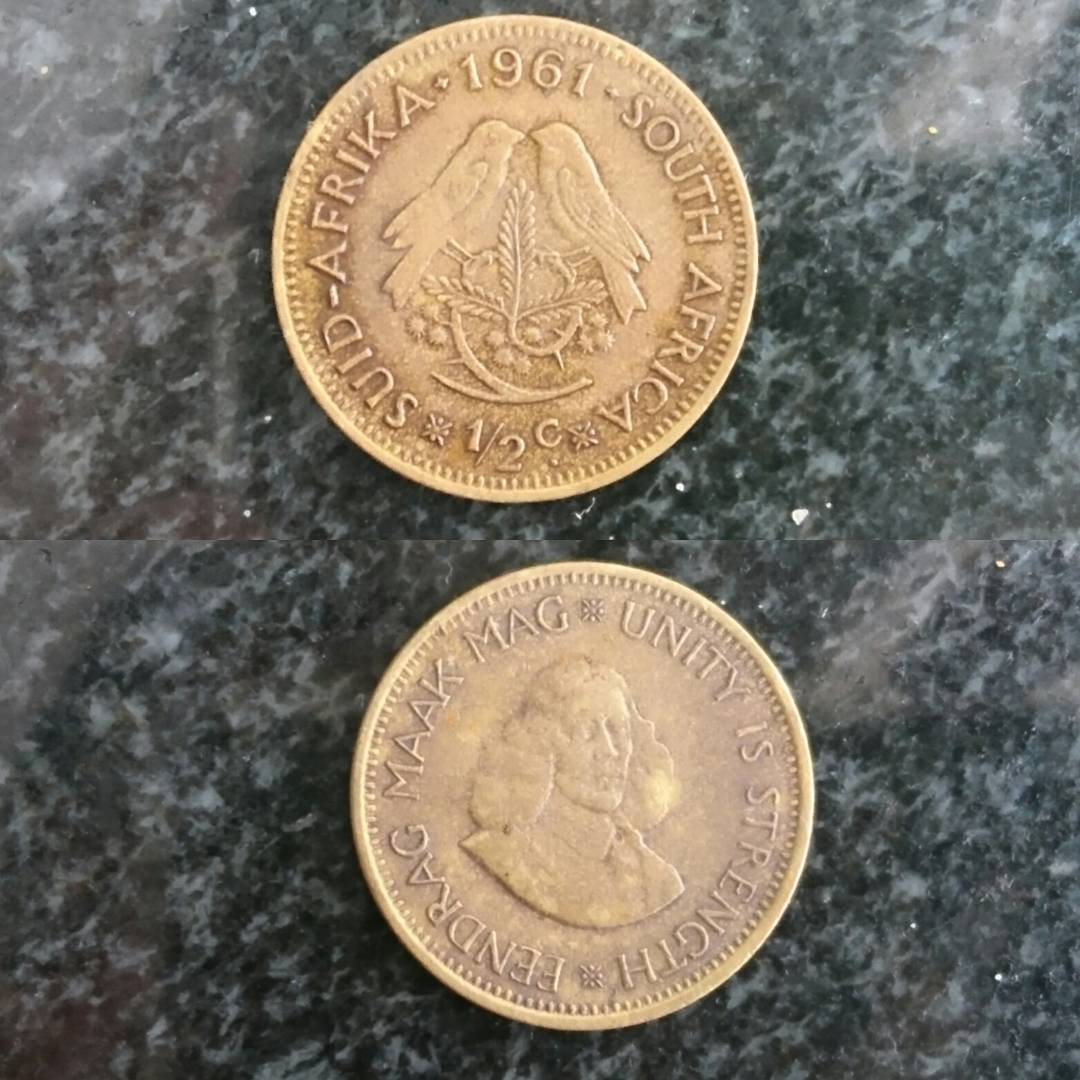 SUID-AFRIKA · 1961 · SOUTH AFRICA
1/2 C
EENDRAG MAAK MAG
UNITY IS STRENGTH